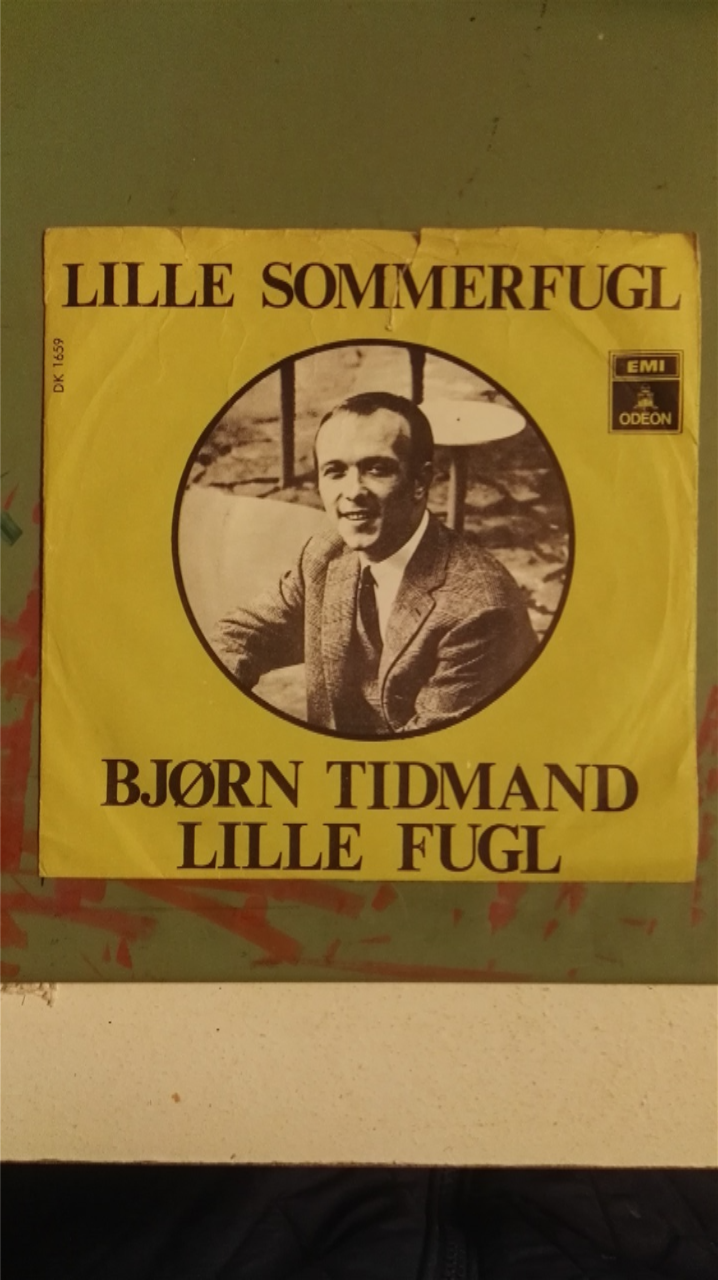 LILLE SOMMERFUGL
DK 1659
EMI
ODEON
BJØRN TIDMAND
LILLE FUGL